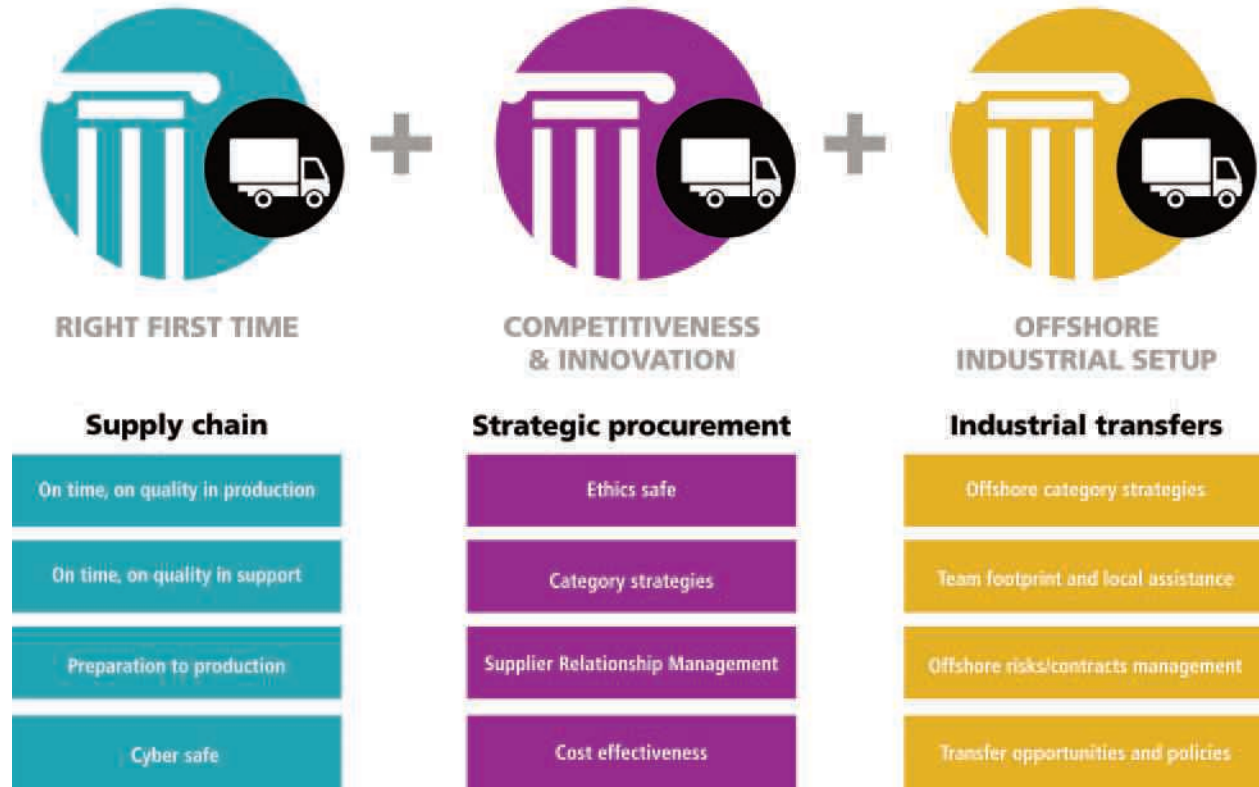 RIGHT FIRST TIME
Supply chain
On time, on quality in production
On time, on quality in support
Preparation to production
Cyber safe
COMPETITIVENESS
& INNOVATION
Strategic procurement
Ethics safe
Category strategies
Supplier Relationship Management
Cost effectiveness
OFFSHORE
INDUSTRIAL SETUP
Industrial transfers
Offshore category strategies
Team footprint and local assistance
Offshore risks/contracts management
Transfer opportunities and policies